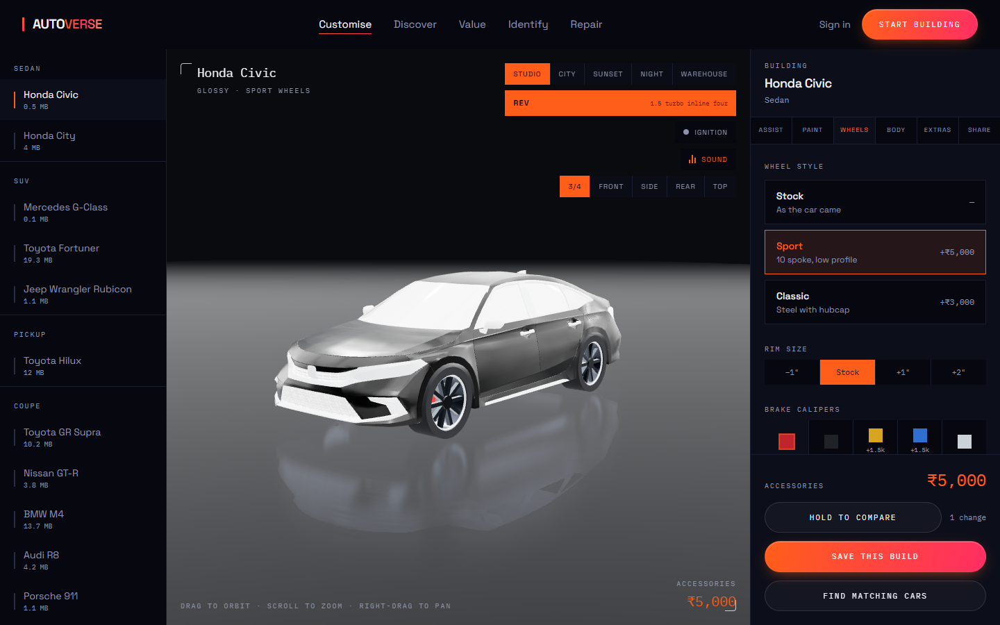 AUTOVERSE
Customise
Discover
Value
Identify
Repair
Sign in
START BUILDING
SEDAN
Honda Civic
0.5 MB
Honda City
4 MB
SUV
Mercedes G-Class
0.1 MB
Toyota Fortuner
19.3 MB
Jeep Wrangler Rubicon
1.1 MB
PICKUP
Toyota Hilux
12 MB
COUPE
Toyota GR Supra
10.2 MB
Nissan GT-R
3.8 MB
BMW M4
13.7 MB
Audi R8
4.2 MB
Porsche 911
1.1 MB
Honda Civic
GLOSSY · SPORT WHEELS
STUDIO
CITY
SUNSET
NIGHT
WAREHOUSE
REV
1.5 turbo inline four
IGNITION
SOUND
3/4
FRONT
SIDE
REAR
TOP
DRAG TO ORBIT · SCROLL TO ZOOM · RIGHT-DRAG TO PAN
ACCESSORIES
₹5,000
BUILDING
Honda Civic
Sedan
ASSIST
PAINT
WHEELS
BODY
EXTRAS
SHARE
WHEEL STYLE
Stock
As the car came
—
Sport
10 spoke, low profile
+₹5,000
Classic
Steel with hubcap
+₹3,000
RIM SIZE
−1"
Stock
+1"
+2"
BRAKE CALIPERS
+1.5k
+1.5k
ACCESSORIES
₹5,000
HOLD TO COMPARE
1 change
SAVE THIS BUILD
FIND MATCHING CARS